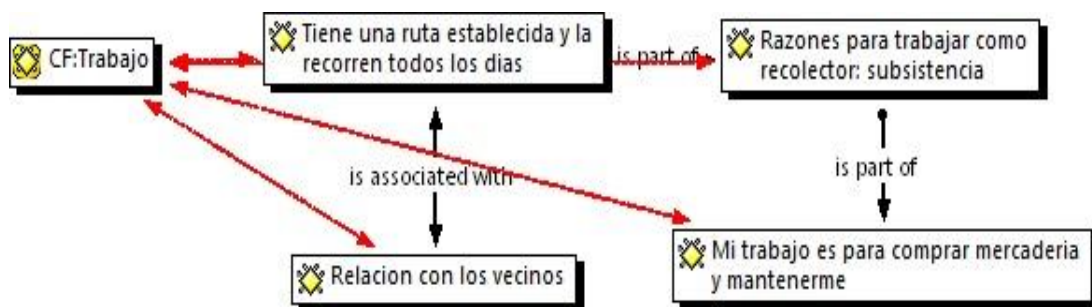 CF:Trabajo
Tiene una ruta establecida y la
recorren todos los dias
is part of
Razones para trabajar como
recolector: subsistencia
is associated with
is part of
Relacion con los vecinos
Mi trabajo es para comprar mercaderia
y mantenerme